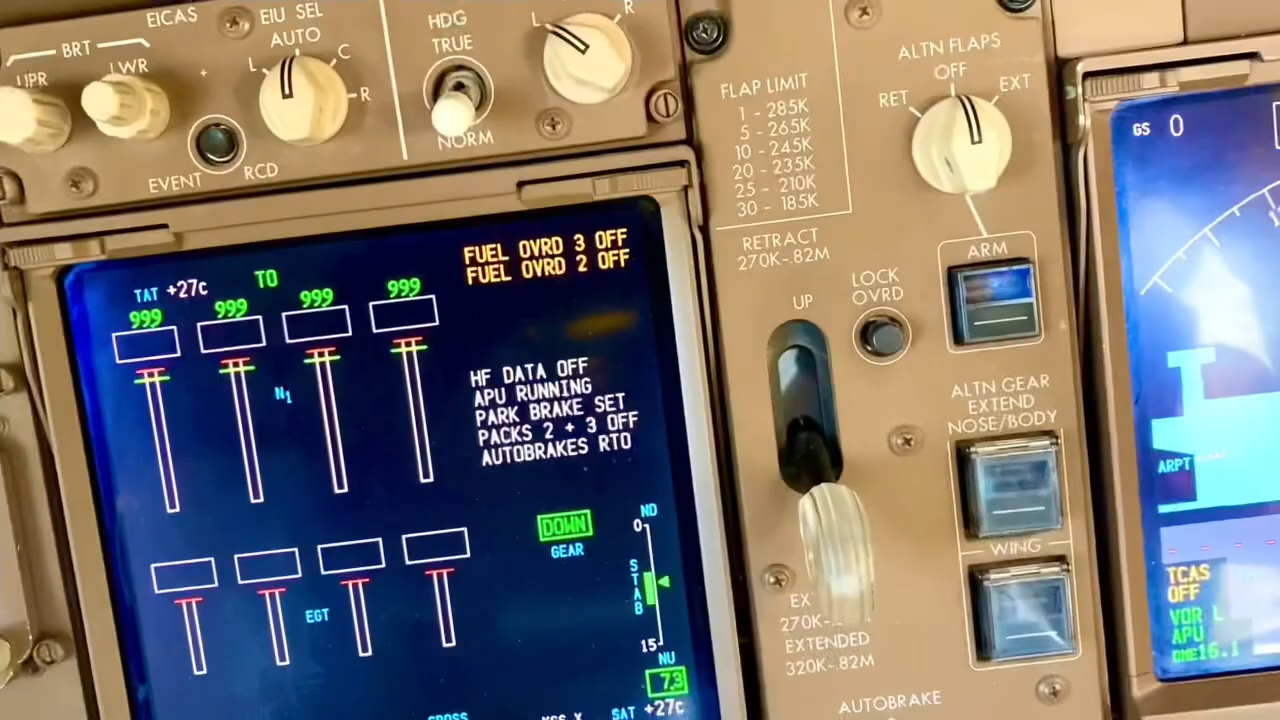 EICAS
EIU SEL
BRT
AUTO
UPR
LWR
L
C
R
EVENT
RCD
HDG
TRUE
NORM
L
R
FLAP LIMIT
1 - 285K
5 - 265K
10 - 245K
20 - 235K
25 - 210K
30 - 185K
RETRACT
270K-.82M
ALTN FLAPS
OFF
RET
EXT
ARM
LOCK
OVRD
UP
ALTN GEAR
EXTEND
NOSE/BODY
WING
EXTENDED
320K-.82M
AUTOBRAKE
TAT +27c
TO
999
999
999
999
N1
FUEL OVRD 3 OFF
FUEL OVRD 2 OFF
HF DATA OFF
APU RUNNING
PARK BRAKE SET
PACKS 2 + 3 OFF
AUTOBRAKES RTO
DOWN
GEAR
EGT
ND
0
STAB
15
NU
7.3
SAT +27c
GS 0
ARPT
TCAS
OFF
VOR L
APU
DME16.1